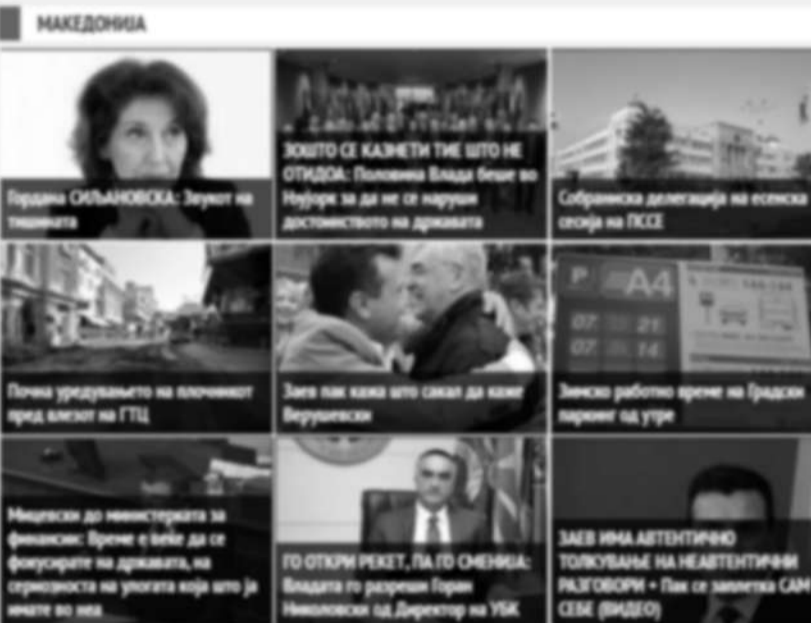 МАКЕДОНИЈА
Гордана СИЉАНОВСКА: Звукот на
тишината
ЗОШТО СЕ КАЗНЕТИ ТИЕ ШТО НЕ
ОТИДОА: Половина Влада беше во
Њујорк за да не се наруши
достоинството на државата
Собраниска делегација на есенска
сесија на ПССЕ
Почна уредувањето на плочникот
пред влезот на ГТЦ
Заев пак кажа што сакал да каже
Верушевски
P A4
07 21
07 14
Зимско работно време на Градски
паркинг од утре
Мицевски до министерката за
финансии: Време е веќе да се
фокусирате на државата, на
сериозноста на улогата која што ја
имате во неа
ГО ОТКРИ РЕКЕТ, ПА ГО СМЕНИЈА:
Владата го разреши Горан
Николовски од Директор на УБК
ЗАЕВ ИМА АВТЕНТИЧНО
ТОЛКУВАЊЕ НА НЕАВТЕНТИЧНИ
РАЗГОВОРИ + Пак се заплетка САМ
СЕБЕ (ВИДЕО)